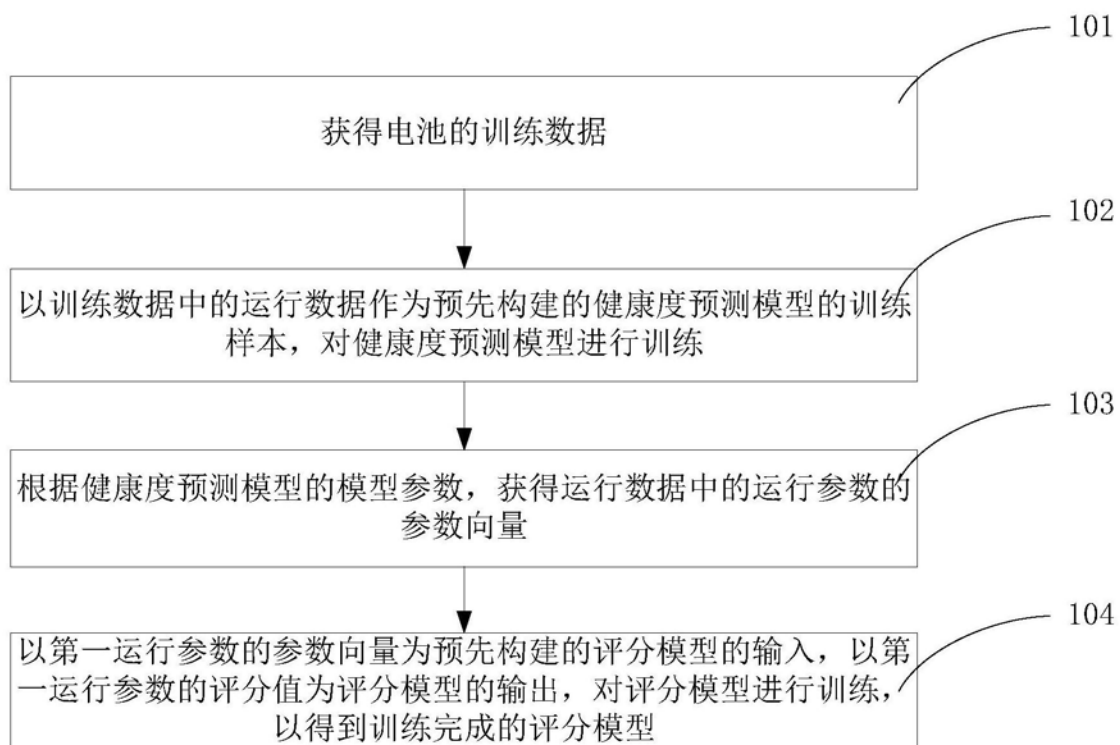 101
获得电池的训练数据
102
以训练数据中的运行数据作为预先构建的健康度预测模型的训练
样本，对健康度预测模型进行训练
103
根据健康度预测模型的模型参数，获得运行数据中的运行参数的
参数向量
104
以第一运行参数的参数向量为预先构建的评分模型的输入，以第
一运行参数的评分值为评分模型的输出，对评分模型进行训练，
以得到训练完成的评分模型